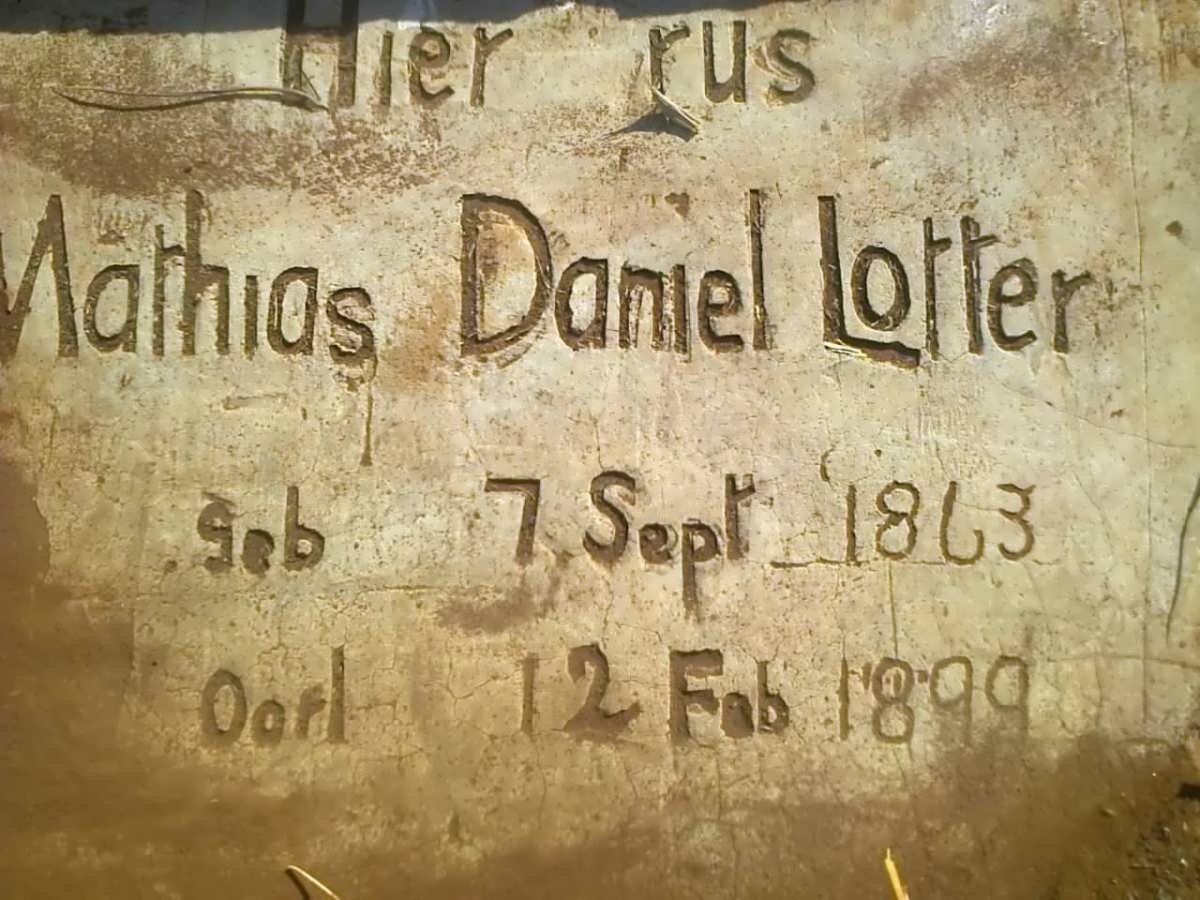 Hier rus
Mathias Daniel Lotter
geb 7 Sept 1863
Oorl 12 Feb 1899